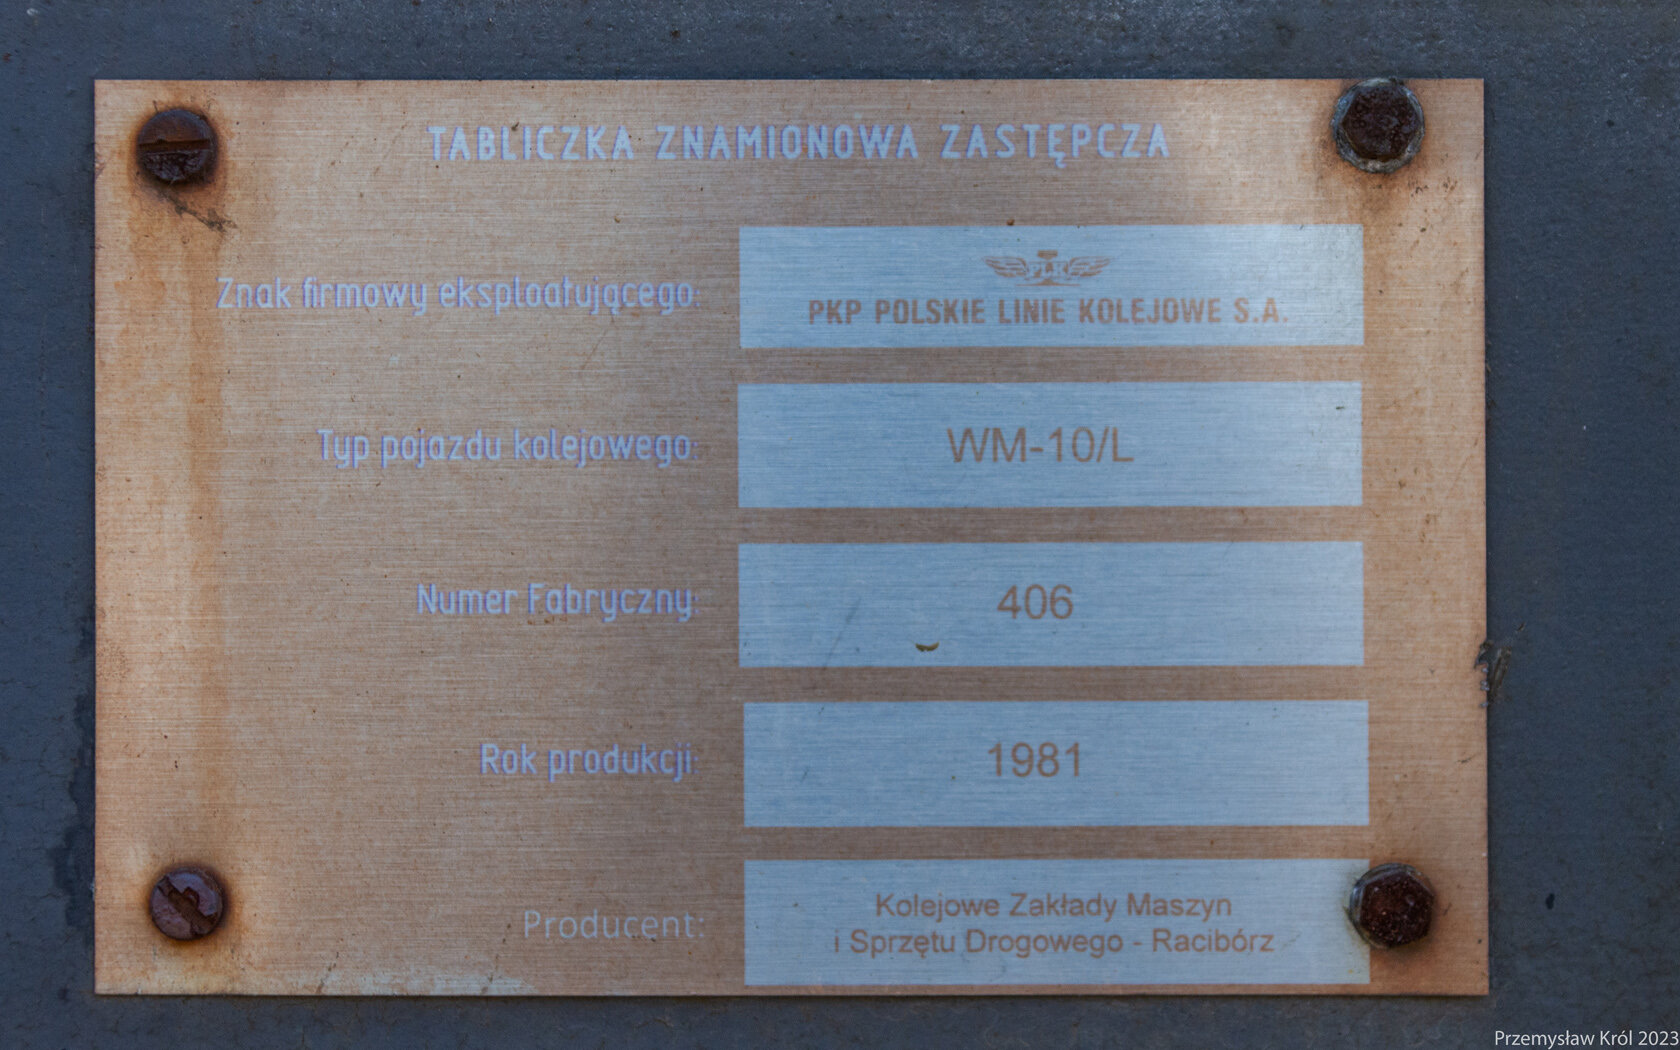 TABLICZKA ZNAMIONOWA ZASTĘPCZA
Znak firmowy eksploatującego:
PLK
PKP POLSKIE LINIE KOLEJOWE S.A.
Typ pojazdu kolejowego:
WM-10/L
Numer Fabryczny:
406
Rok produkcji:
1981
Producent:
Kolejowe Zakłady Maszyn
i Sprzętu Drogowego - Racibórz
Przemysław Król 2023